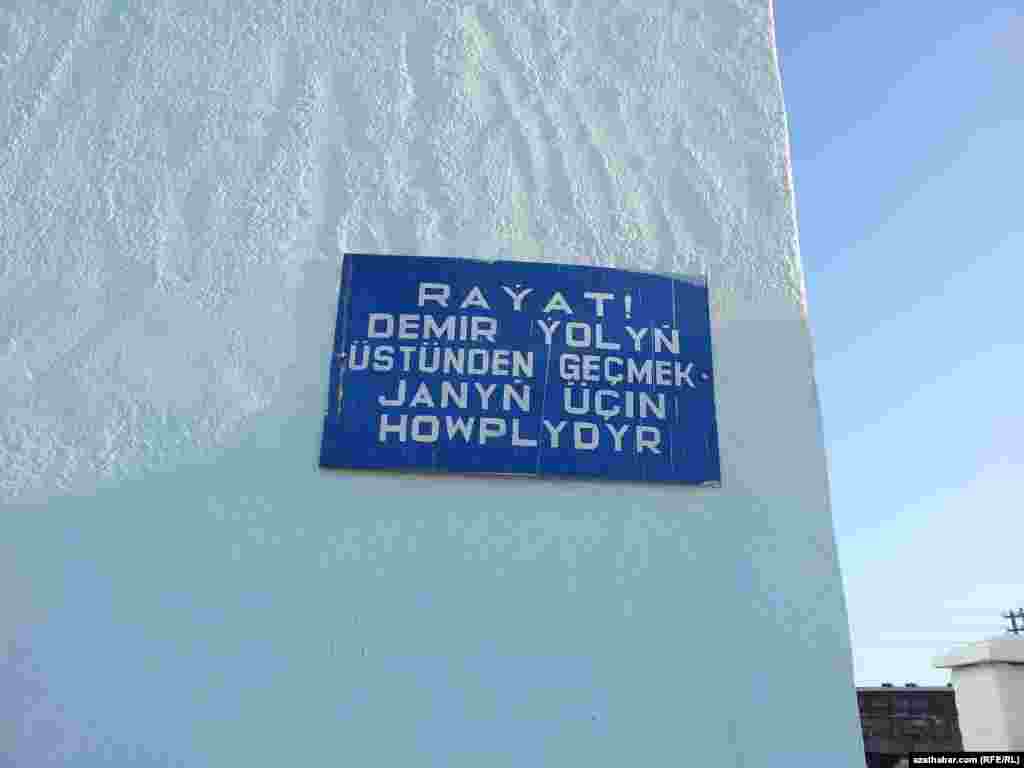 RAÝAT!
DEMIR ÝOLYŇ
ÜSTÜNDEN GEÇMEK
JANYŇ ÜÇIN
HOWPLYDYR
azathabar.com (RFE/RL)